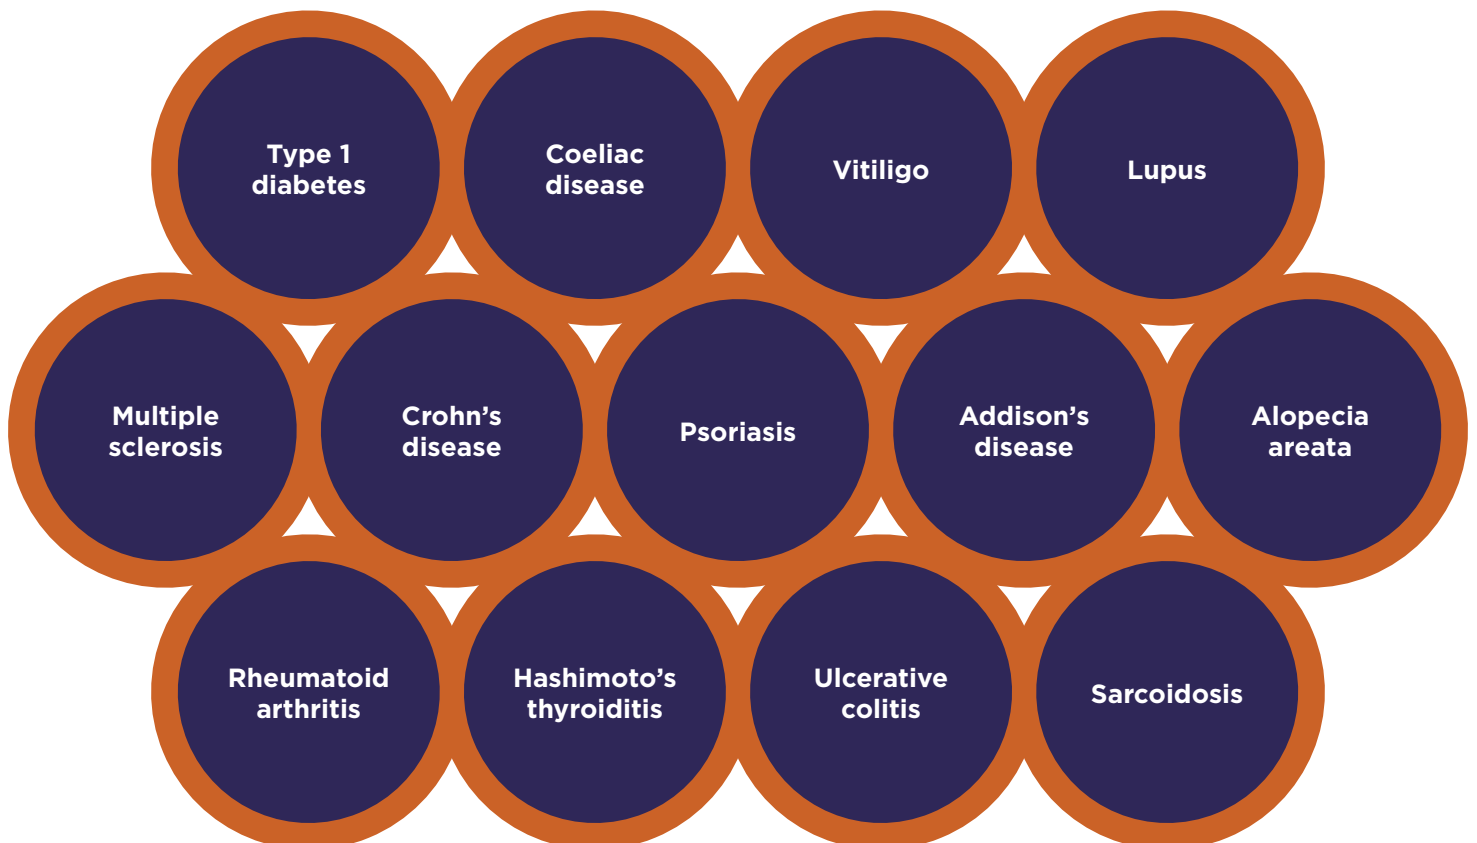 Type 1
diabetes
Coeliac
disease
Vitiligo
Lupus
Multiple
sclerosis
Crohn’s
disease
Psoriasis
Addison’s
disease
Alopecia
areata
Rheumatoid
arthritis
Hashimoto’s
thyroiditis
Ulcerative
colitis
Sarcoidosis